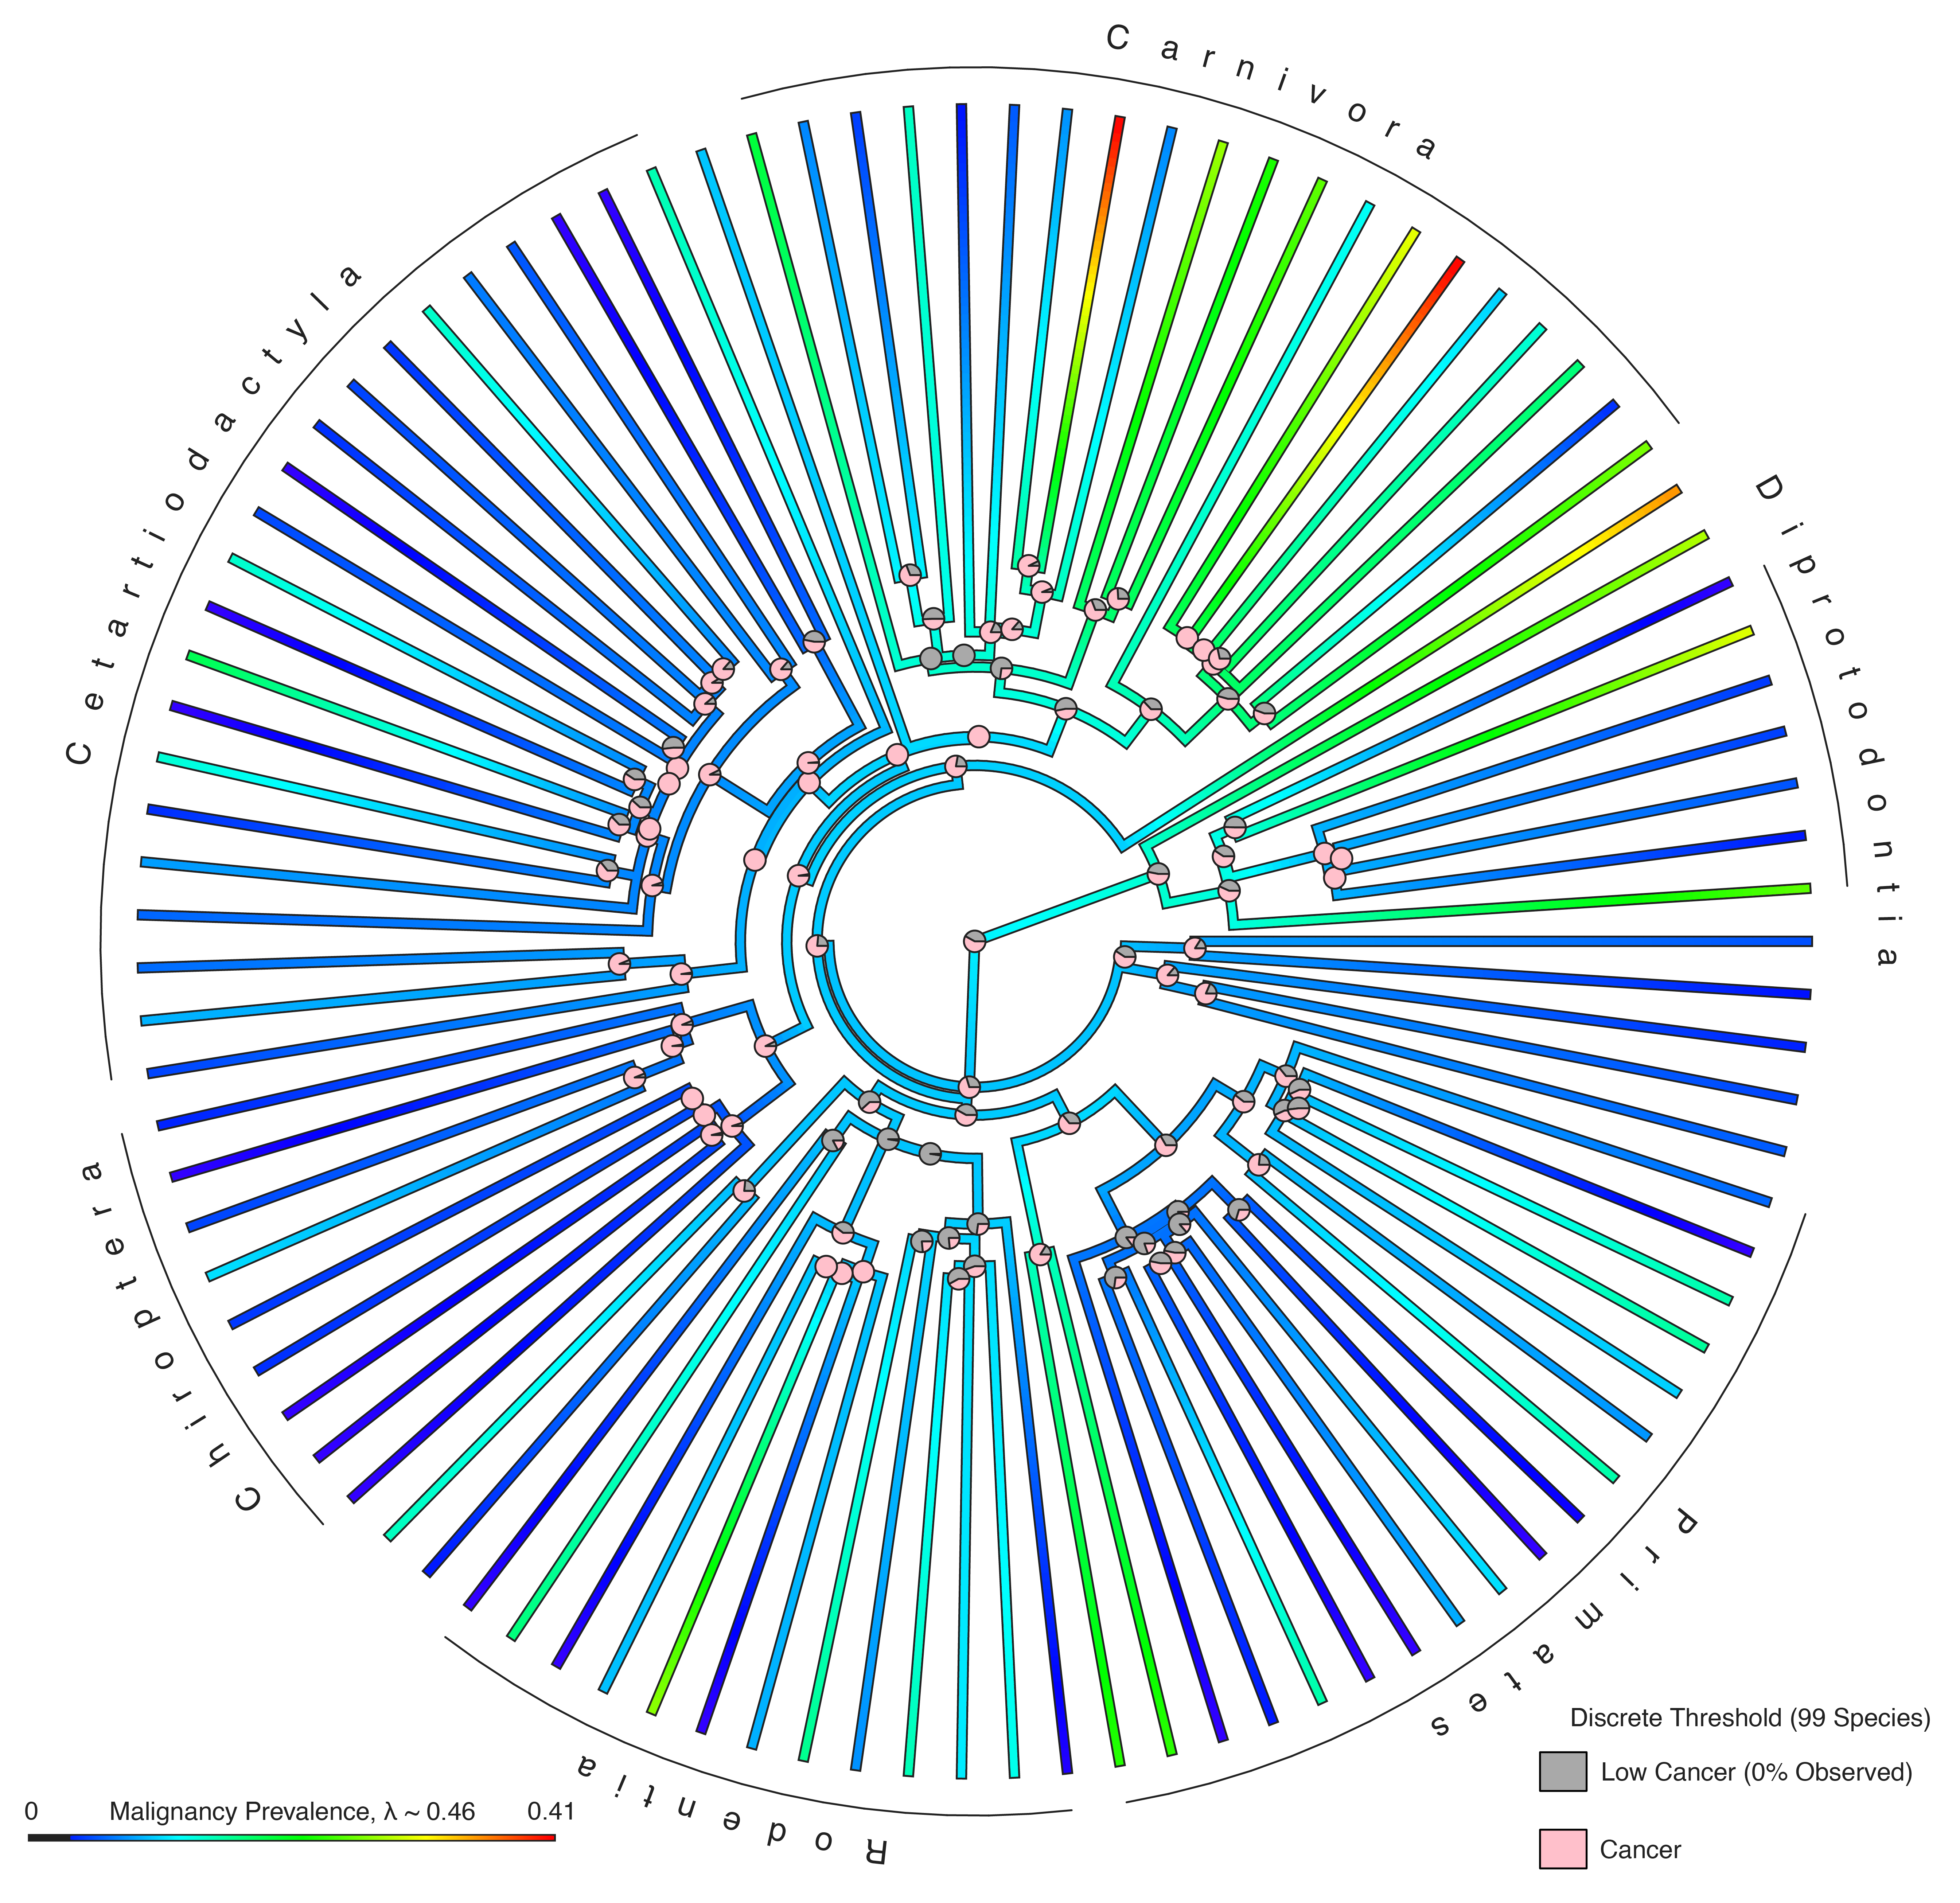 Carnivora
Diprotodontia
Primates
Rodentia
Chiroptera
Cetartiodactyla
0 Malignancy Prevalence, λ ~ 0.46 0.41
Discrete Threshold (99 Species)
Low Cancer (0% Observed)
Cancer